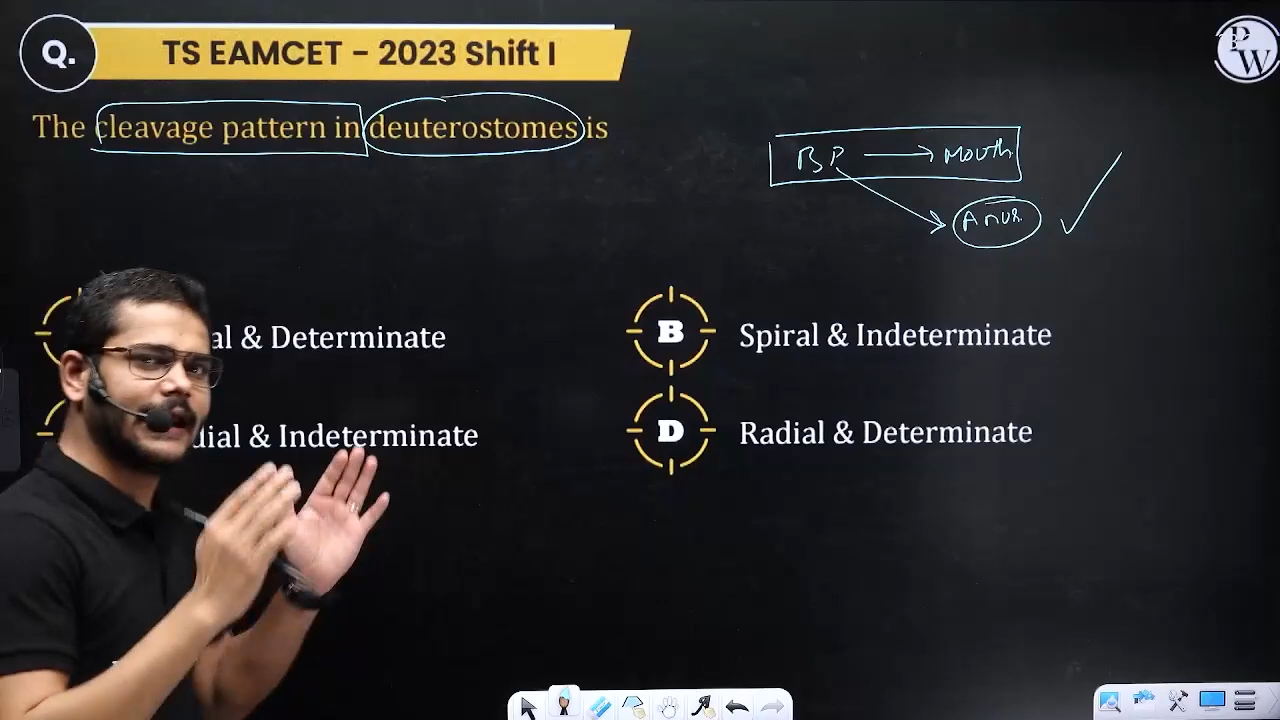 Q.
TS EAMCET - 2023 Shift I
PW
The cleavage pattern in deuterostomes is
BP → Mouth
Anus
al & Determinate
B Spiral & Indeterminate
dial & Indeterminate
D Radial & Determinate